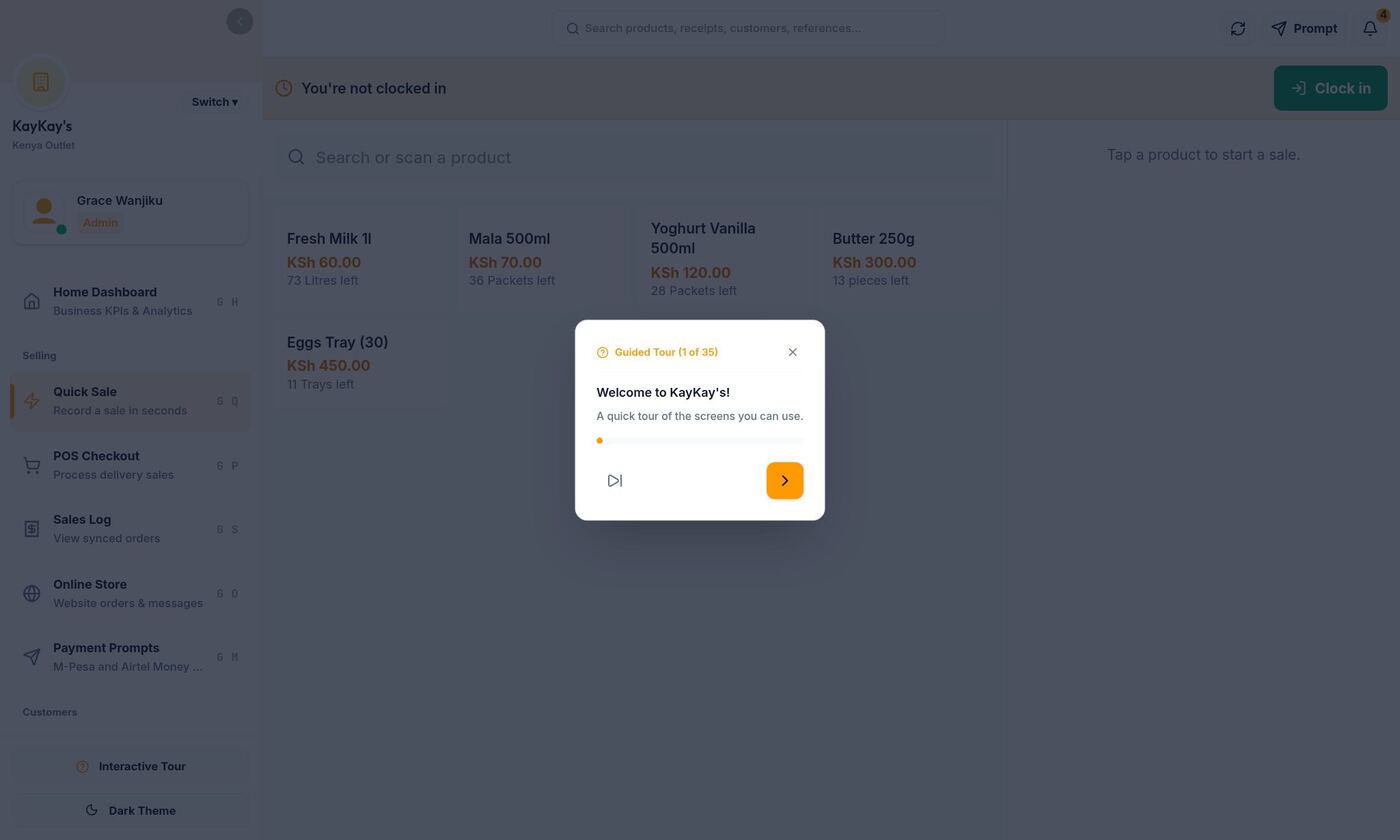 Search products, receipts, customers, references...
Prompt
4
You're not clocked in
Clock in
Switch ▾
KayKay's
Kenya Outlet
Grace Wanjiku
Admin
Home Dashboard
Business KPIs & Analytics
G H
Selling
Quick Sale
Record a sale in seconds
G Q
POS Checkout
Process delivery sales
G P
Sales Log
View synced orders
G S
Online Store
Website orders & messages
G O
Payment Prompts
M-Pesa and Airtel Money ...
G M
Customers
Interactive Tour
Dark Theme
Search or scan a product
Fresh Milk 1l
KSh 60.00
73 Litres left
Mala 500ml
KSh 70.00
36 Packets left
Yoghurt Vanilla
500ml
KSh 120.00
28 Packets left
Butter 250g
KSh 300.00
13 pieces left
Eggs Tray (30)
KSh 450.00
11 Trays left
Tap a product to start a sale.
Guided Tour (1 of 35)
Welcome to KayKay's!
A quick tour of the screens you can use.